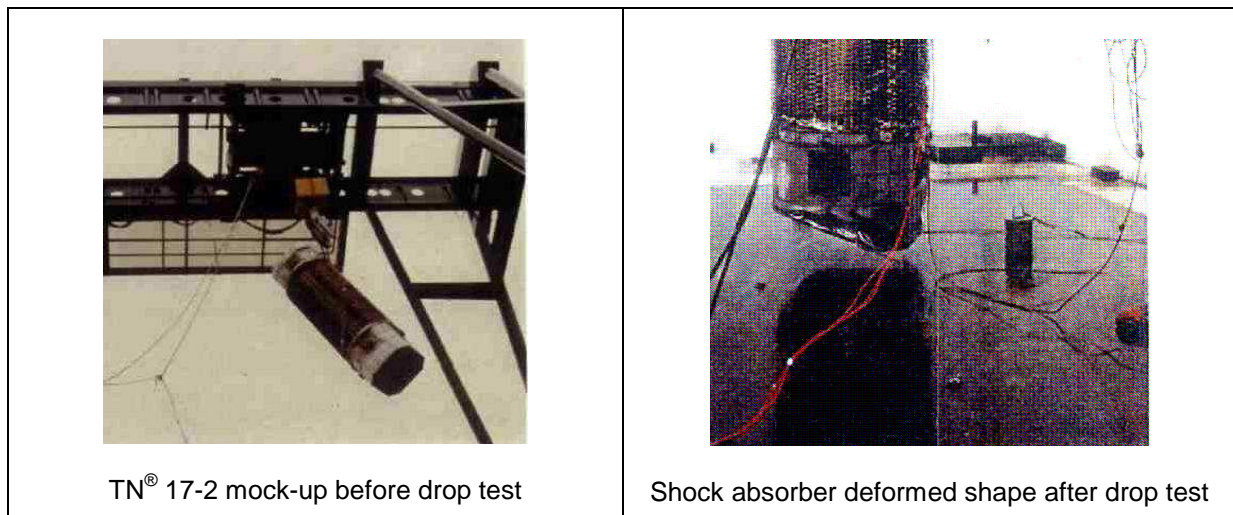 TN® 17-2 mock-up before drop test
Shock absorber deformed shape after drop test